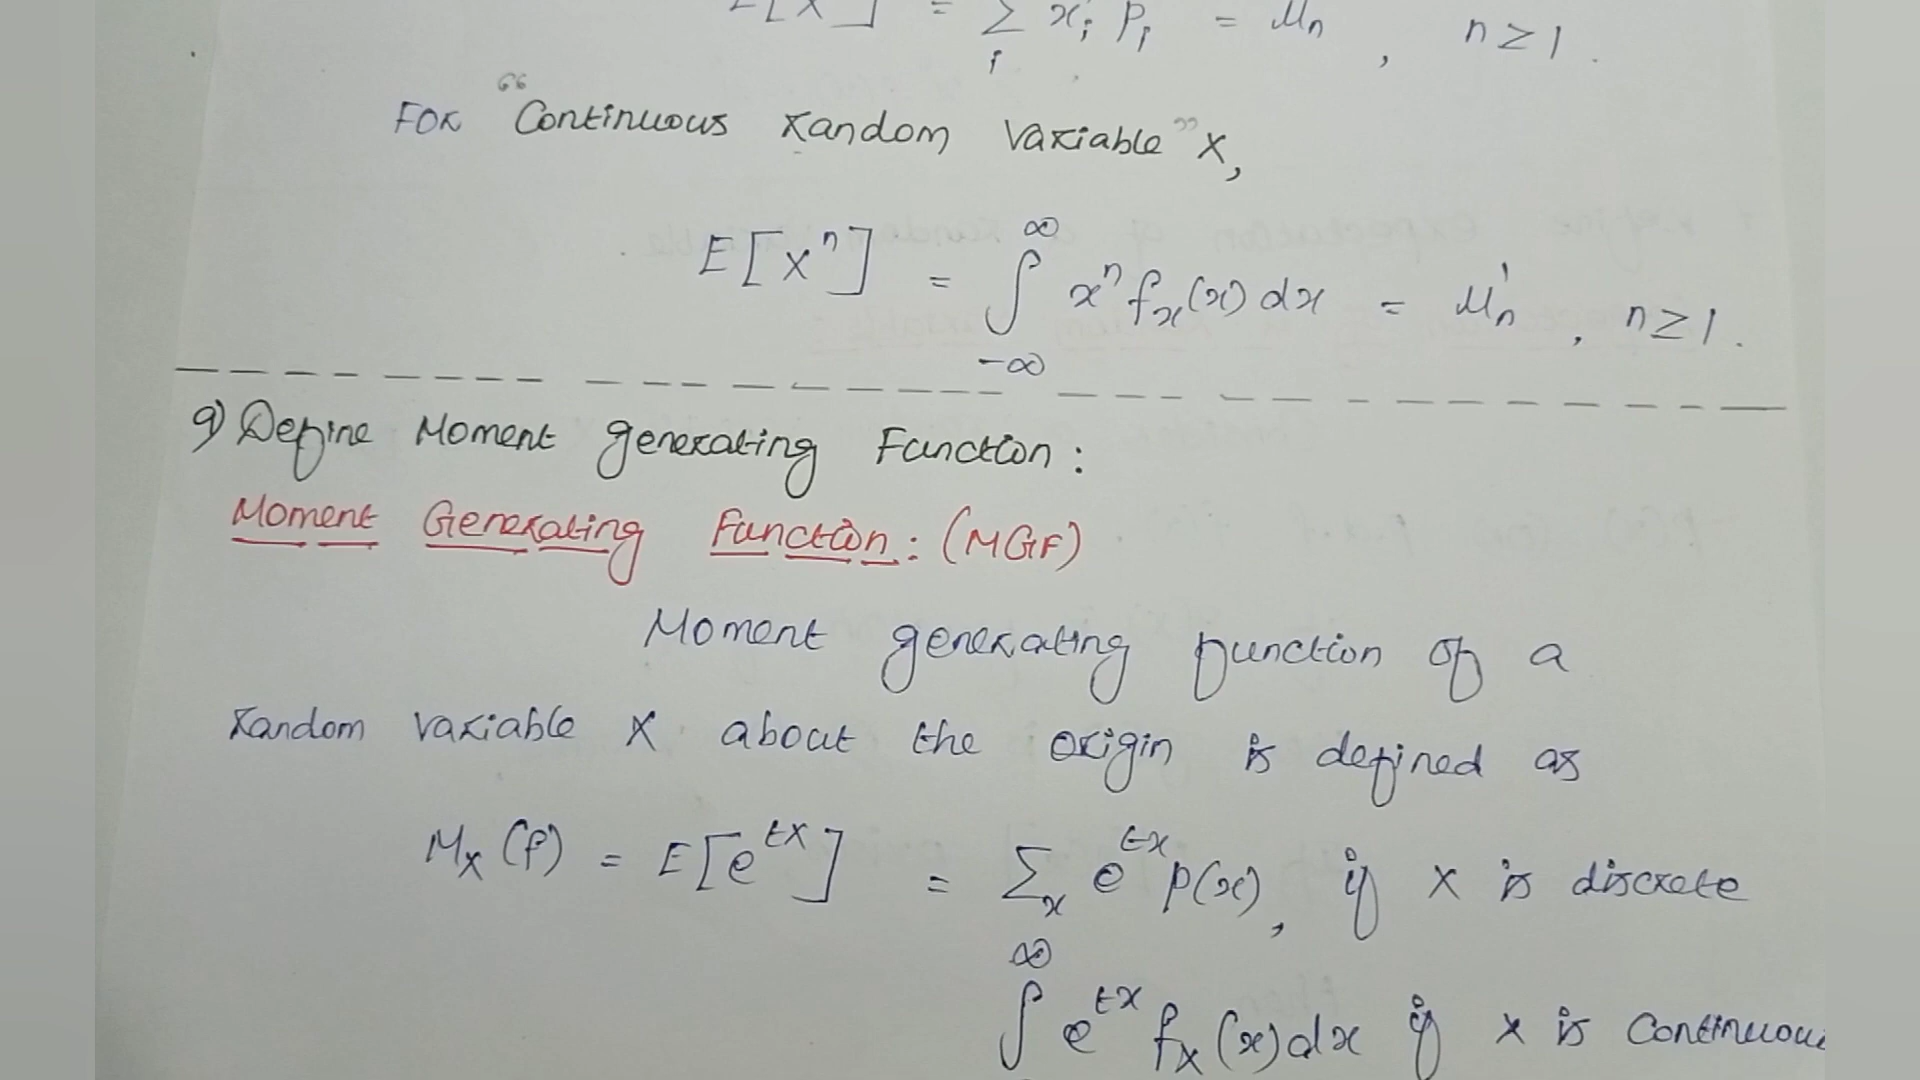 E[X ] = Σ xᵢ Pᵢ = μn , n ≥ 1.
i
For "Continuous random variable" X,
E[Xⁿ] = ∫_{-∞}^{∞} xⁿ fₓ(x) dx = μ'n , n ≥ 1.
9) Define Moment generating Function :
Moment Generating Function : (MGF)
Moment generating function of a
random variable X about the origin is defined as
Mx (t) = E[e^{tX}] = Σₓ e^{tx} p(x), if X is discrete
∫^{∞} e^{tx} fx (x) dx if X is Continuou